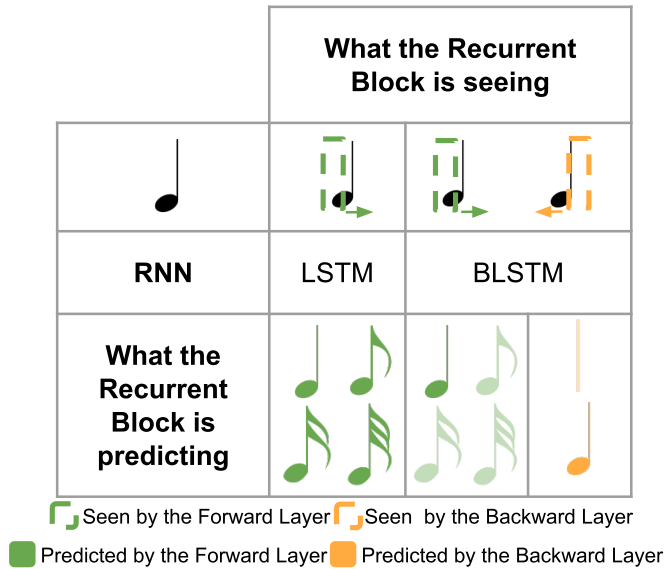 What the Recurrent
Block is seeing
RNN
LSTM
BLSTM
What the
Recurrent
Block is
predicting
Seen by the Forward Layer
Seen by the Backward Layer
Predicted by the Forward Layer
Predicted by the Backward Layer